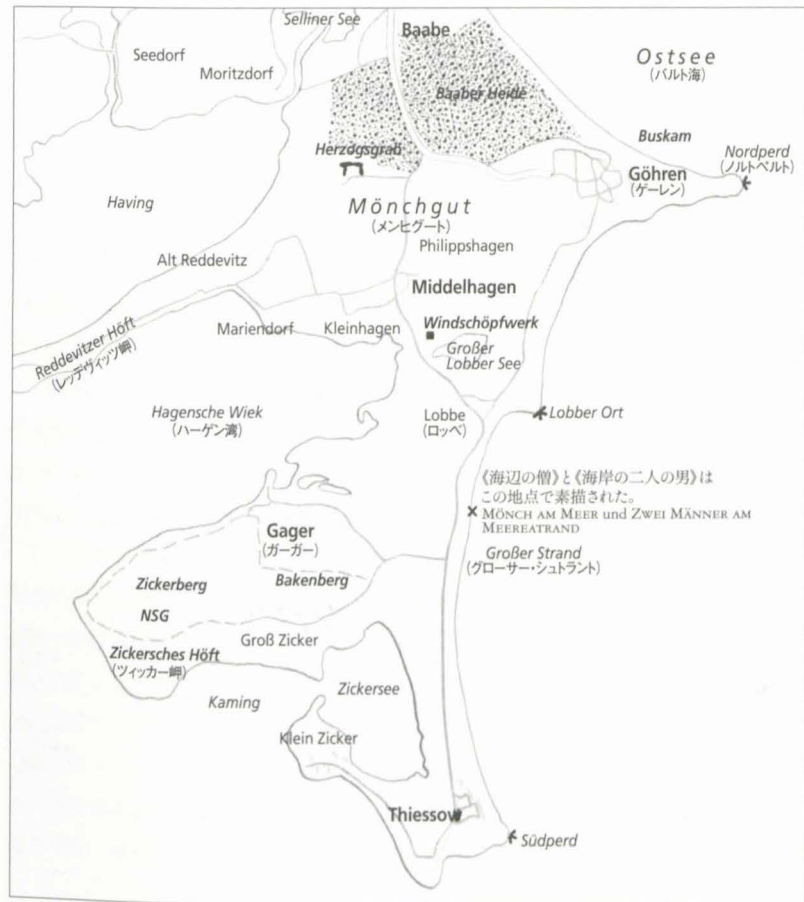 Selliner See
Baabe
Seedorf
Moritzdorf
Ostsee
(バルト海)
Baaber Heide
Buskam
Nordperd
(ノルトペルト)
Herzogsgrab
Göhren
(ゲーレン)
Having
Mönchgut
(メンヒグート)
Philippshagen
Alt Reddevitz
Middelhagen
Reddevitzer Höft
(レッデヴィッツ岬)
Mariendorf
Kleinhagen
Windschöpfwerk
Großer
Lobber See
Hagensche Wiek
(ハーゲン湾)
Lobbe
(ロッベ)
Lobber Ort
《海辺の僧》と《海岸の二人の男》は
この地点で素描された。
MÖNCH AM MEER und ZWEI MÄNNER AM
MEEREATRAND
Gager
(ガーガー)
Großer Strand
(グローサー・シュトラント)
Zickerberg
Bakenberg
NSG
Groß Zicker
Zickersches Höft
(ツィッカー岬)
Kaming
Zickersee
Klein Zicker
Thiessow
Südperd